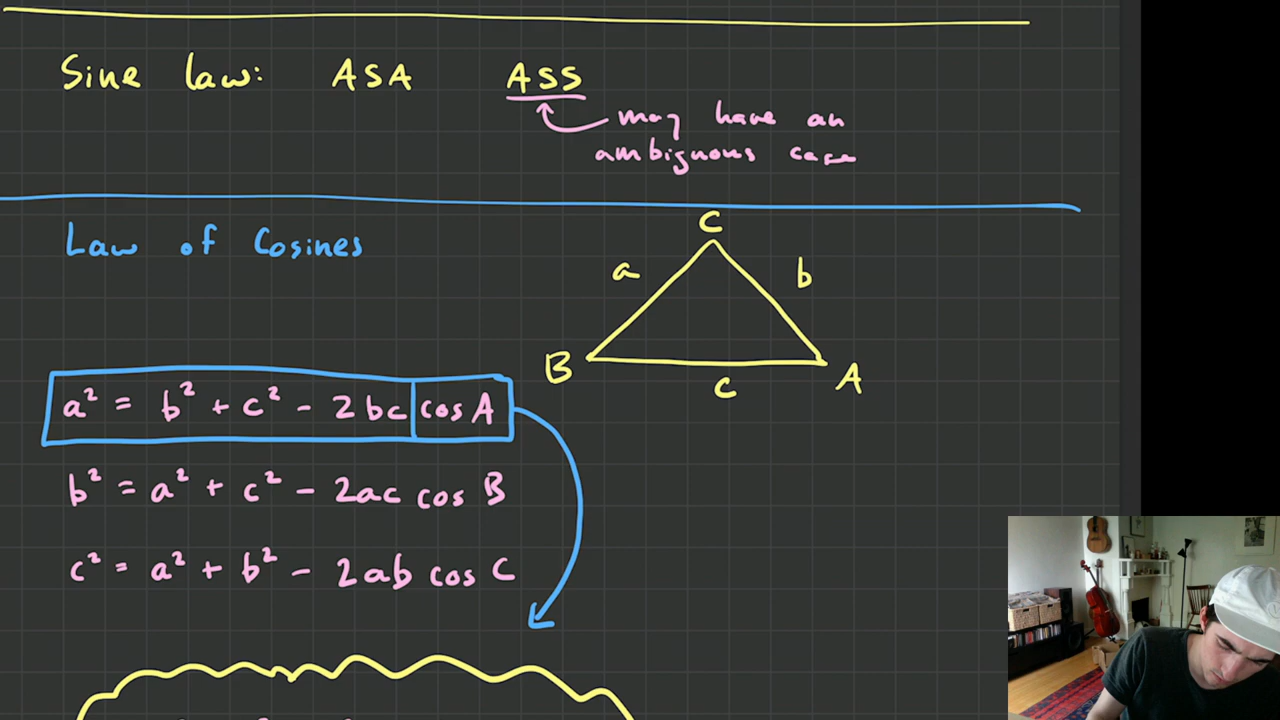 Sine law: ASA ASS
may have an
ambiguous case
Law of Cosines
C
a b
B A
c
a² = b² + c² - 2bc cos A
b² = a² + c² - 2ac cos B
c² = a² + b² - 2ab cos C